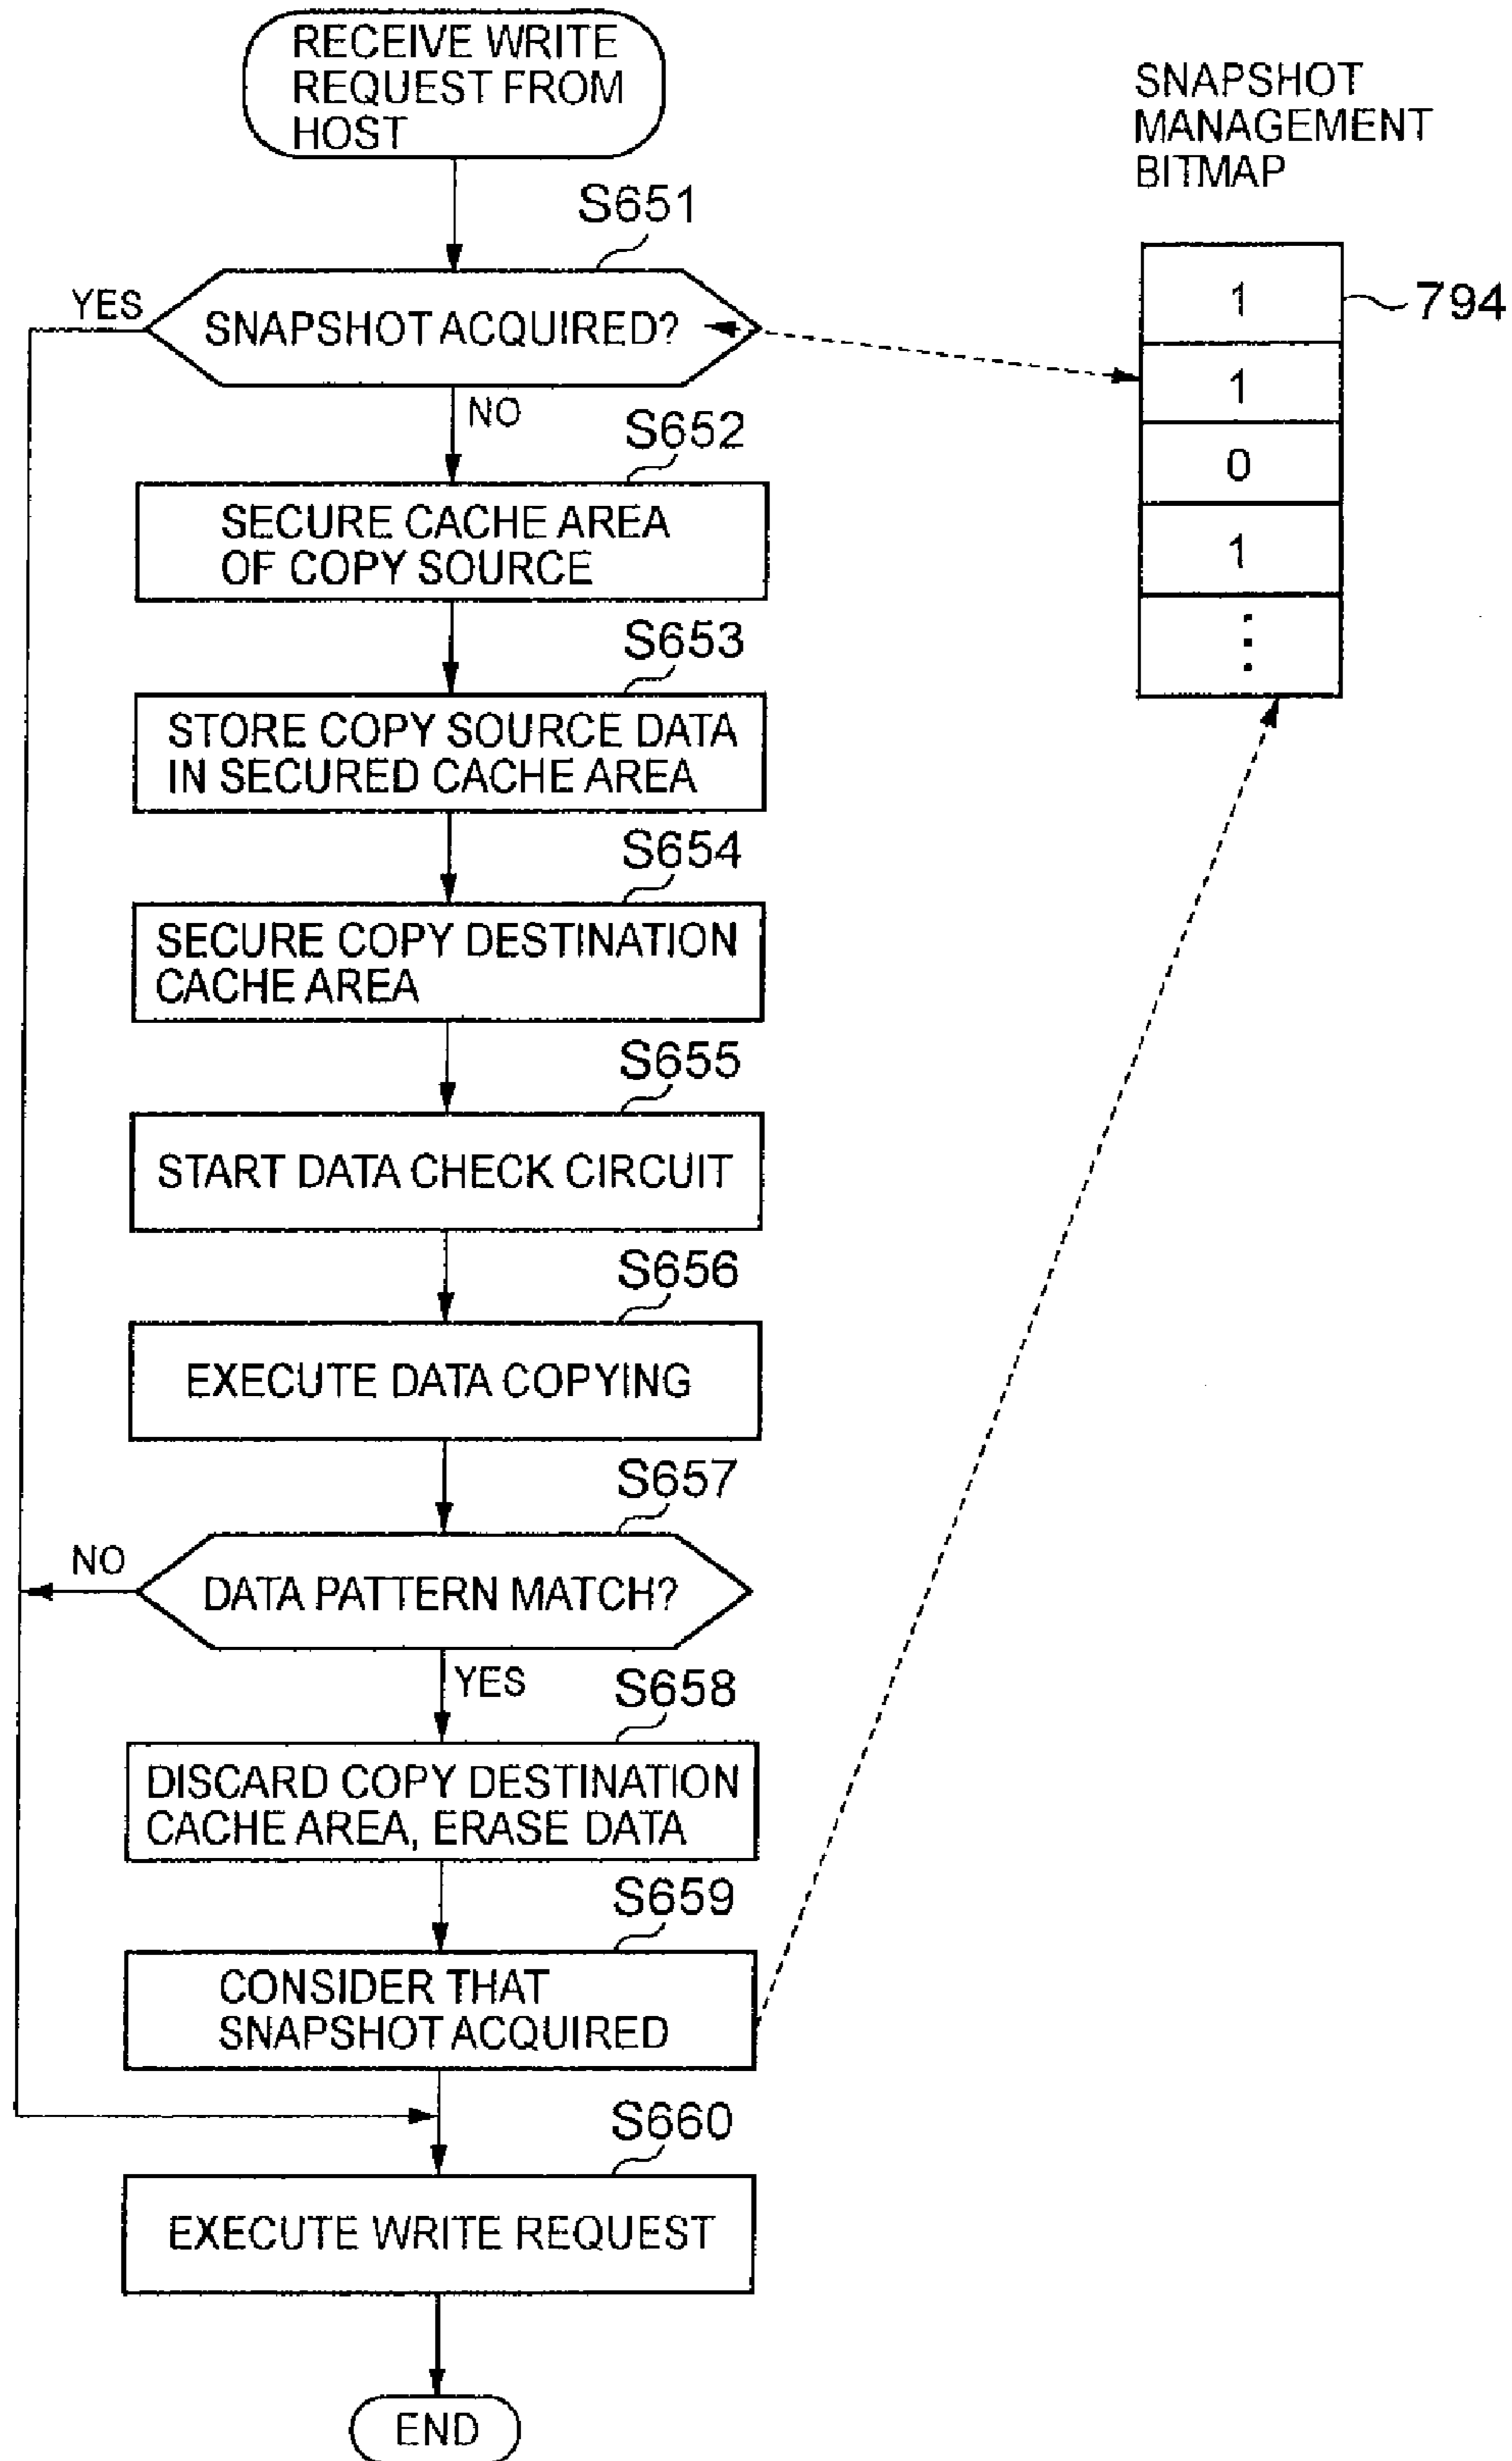 RECEIVE WRITE
REQUEST FROM
HOST
S651
YES
SNAPSHOT ACQUIRED?
NO
S652
SECURE CACHE AREA
OF COPY SOURCE
S653
STORE COPY SOURCE DATA
IN SECURED CACHE AREA
S654
SECURE COPY DESTINATION
CACHE AREA
S655
START DATA CHECK CIRCUIT
S656
EXECUTE DATA COPYING
S657
NO
DATA PATTERN MATCH?
YES
S658
DISCARD COPY DESTINATION
CACHE AREA, ERASE DATA
S659
CONSIDER THAT
SNAPSHOT ACQUIRED
S660
EXECUTE WRITE REQUEST
END
SNAPSHOT
MANAGEMENT
BITMAP
1
794
1
0
1
⋮